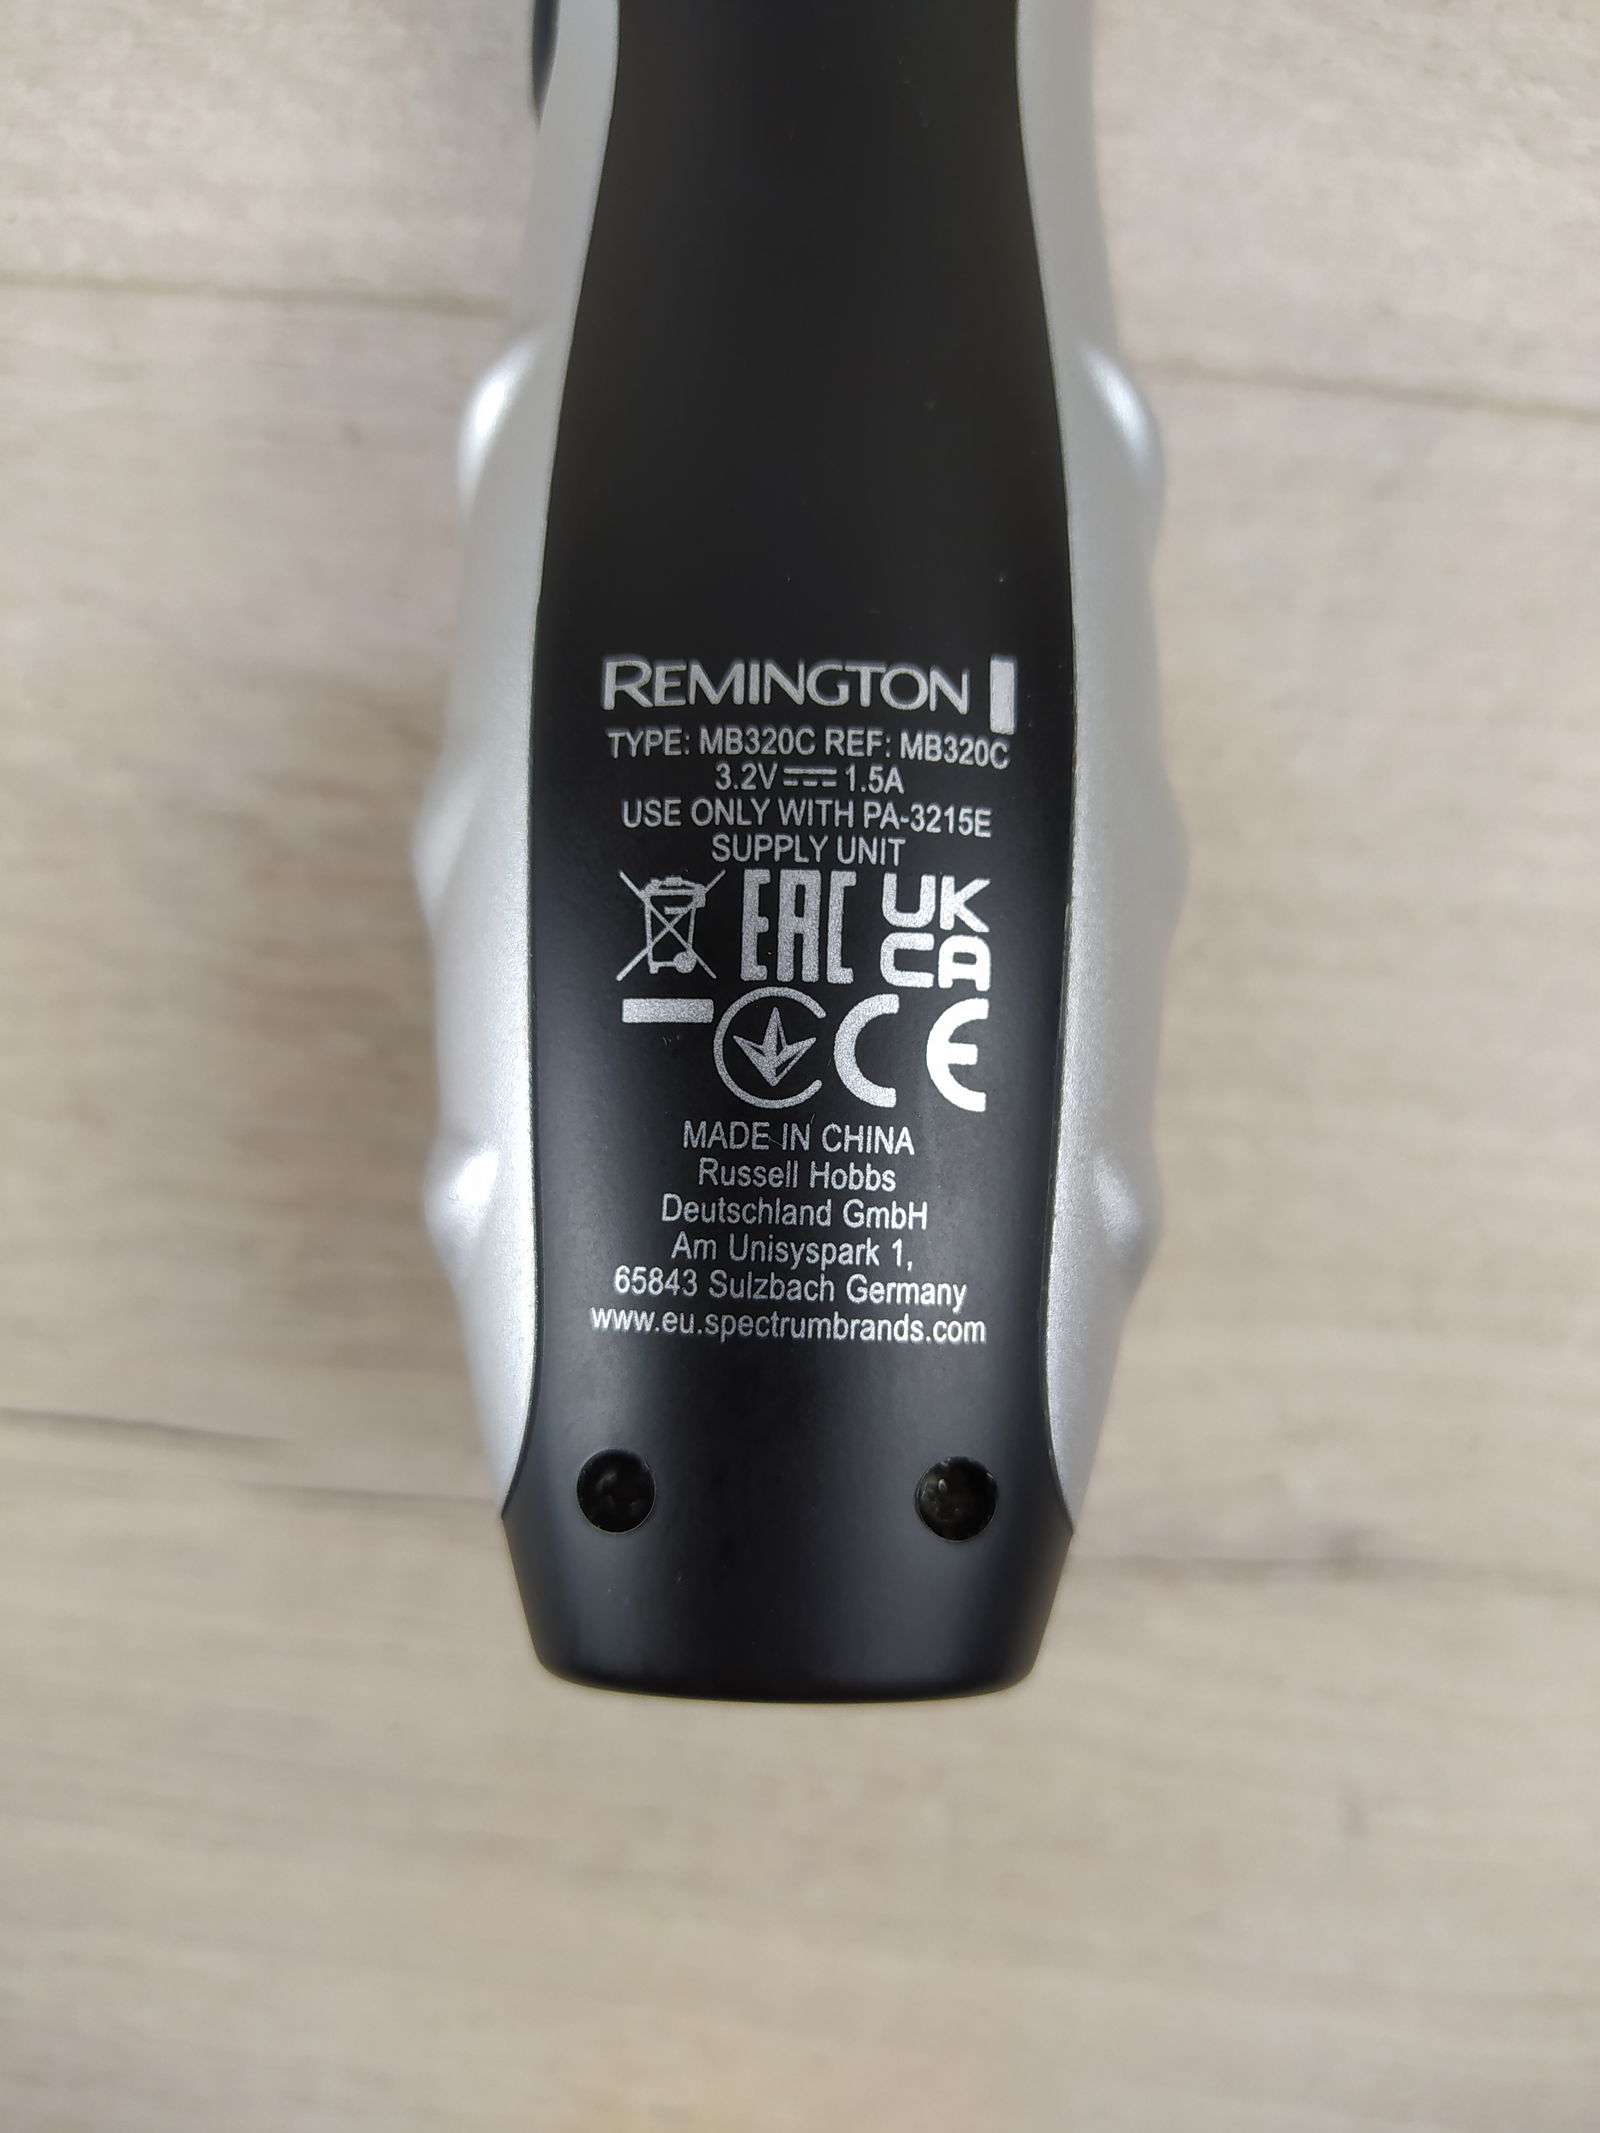 REMINGTON
TYPE: MB320C REF: MB320C
3.2V 1.5A
USE ONLY WITH PA-3215E
SUPPLY UNIT
EAC UK
CA
CE
MADE IN CHINA
Russell Hobbs
Deutschland GmbH
Am Unisyspark 1,
65843 Sulzbach Germany
www.eu.spectrumbrands.com